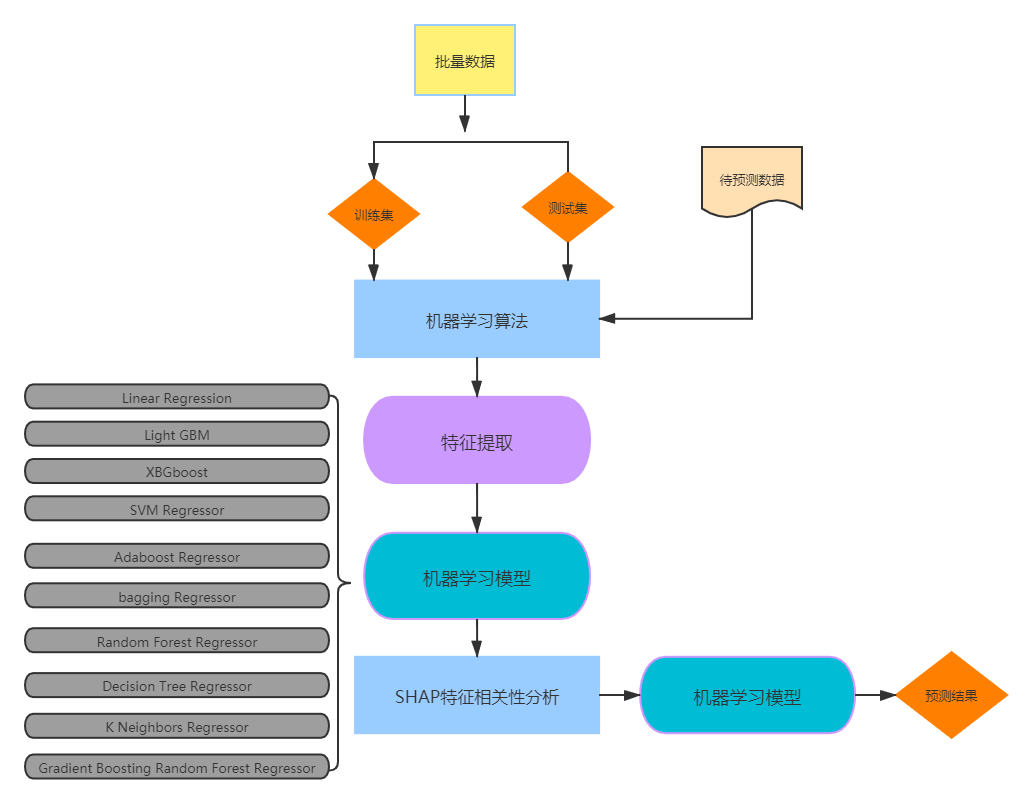 批量数据
训练集
测试集
待预测数据
机器学习算法
特征提取
机器学习模型
Linear Regression
Light GBM
XBGboost
SVM Regressor
Adaboost Regressor
bagging Regressor
Random Forest Regressor
Decision Tree Regressor
K Neighbors Regressor
Gradient Boosting Random Forest Regressor
SHAP特征相关性分析
机器学习模型
预测结果